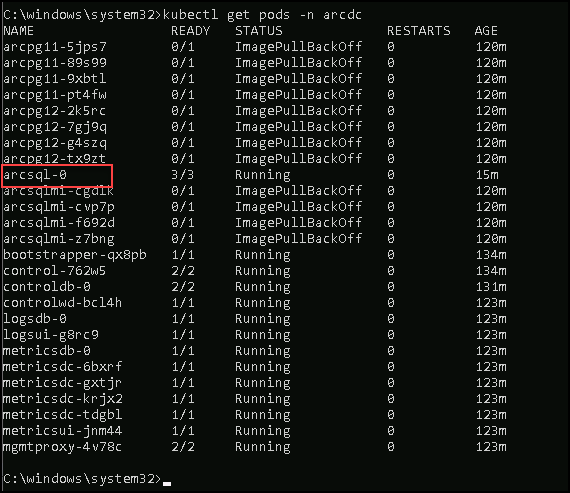 C:\windows\system32>kubectl get pods -n arcdc
NAME READY STATUS RESTARTS AGE
arcpg11-5jps7 0/1 ImagePullBackOff 0 120m
arcpg11-89s99 0/1 ImagePullBackOff 0 120m
arcpg11-9xbtl 0/1 ImagePullBackOff 0 120m
arcpg11-pt4fw 0/1 ImagePullBackOff 0 120m
arcpg12-2k5rc 0/1 ImagePullBackOff 0 120m
arcpg12-7gj9q 0/1 ImagePullBackOff 0 120m
arcpg12-g4szq 0/1 ImagePullBackOff 0 120m
arcpg12-tx9zt 0/1 ImagePullBackOff 0 120m
arcsql-0 3/3 Running 0 15m
arcsqlmi-cgdlk 0/1 ImagePullBackOff 0 120m
arcsqlmi-cvp7p 0/1 ImagePullBackOff 0 120m
arcsqlmi-f692d 0/1 ImagePullBackOff 0 120m
arcsqlmi-z7bng 0/1 ImagePullBackOff 0 120m
bootstrapper-qx8pb 1/1 Running 0 134m
control-762w5 2/2 Running 0 134m
controldb-0 2/2 Running 0 131m
controlwd-bcl4h 1/1 Running 0 123m
logsdb-0 1/1 Running 0 123m
logsui-g8rc9 1/1 Running 0 123m
metricsdb-0 1/1 Running 0 123m
metricsdc-6bxrf 1/1 Running 0 123m
metricsdc-gxtjr 1/1 Running 0 123m
metricsdc-krjx2 1/1 Running 0 123m
metricsdc-tdgbl 1/1 Running 0 123m
metricsui-jnm44 1/1 Running 0 123m
mgmtproxy-4v78c 2/2 Running 0 123m
C:\windows\system32>